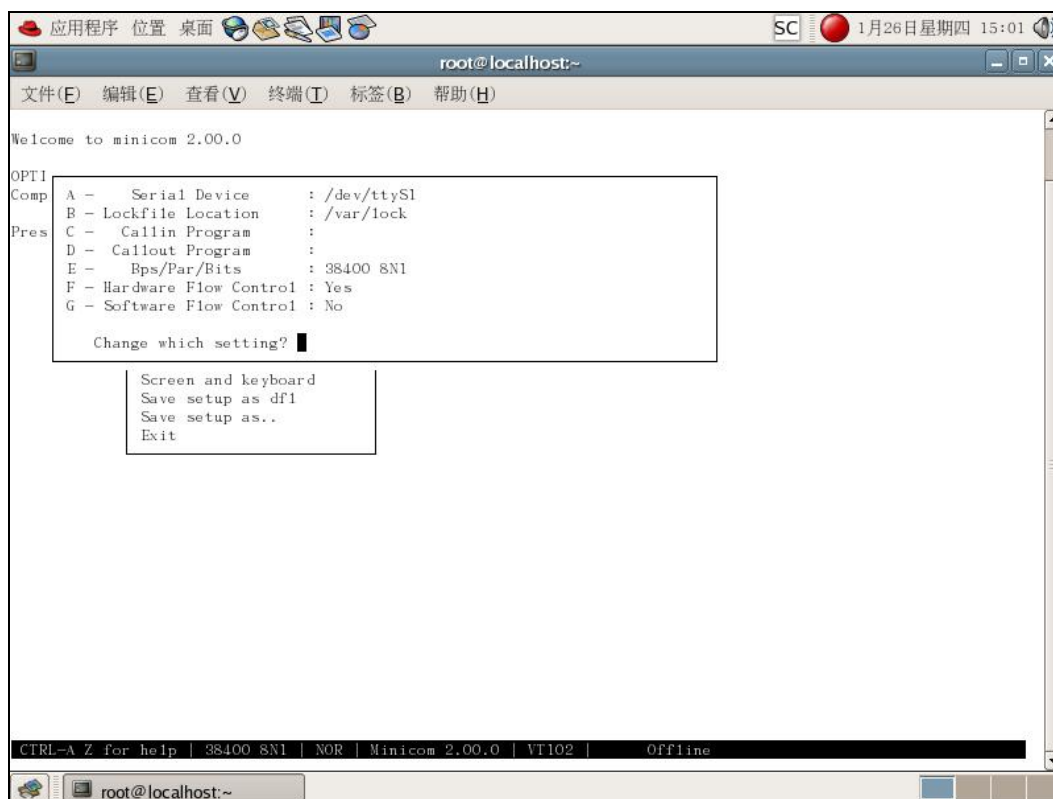 应用程序 位置 桌面 SC 1月26日星期四 15:01
root@localhost:~
文件(F) 编辑(E) 查看(V) 终端(T) 标签(B) 帮助(H)
Welcome to minicom 2.00.0
OPTI
Comp A - Serial Device : /dev/ttyS1
B - Lockfile Location : /var/lock
Pres C - Callin Program :
D - Callout Program :
E - Bps/Par/Bits : 38400 8N1
F - Hardware Flow Control : Yes
G - Software Flow Control : No
Change which setting?
Screen and keyboard
Save setup as dfl
Save setup as..
Exit
CTRL-A Z for help | 38400 8N1 | NOR | Minicom 2.00.0 | VT102 | Offline
root@localhost:~